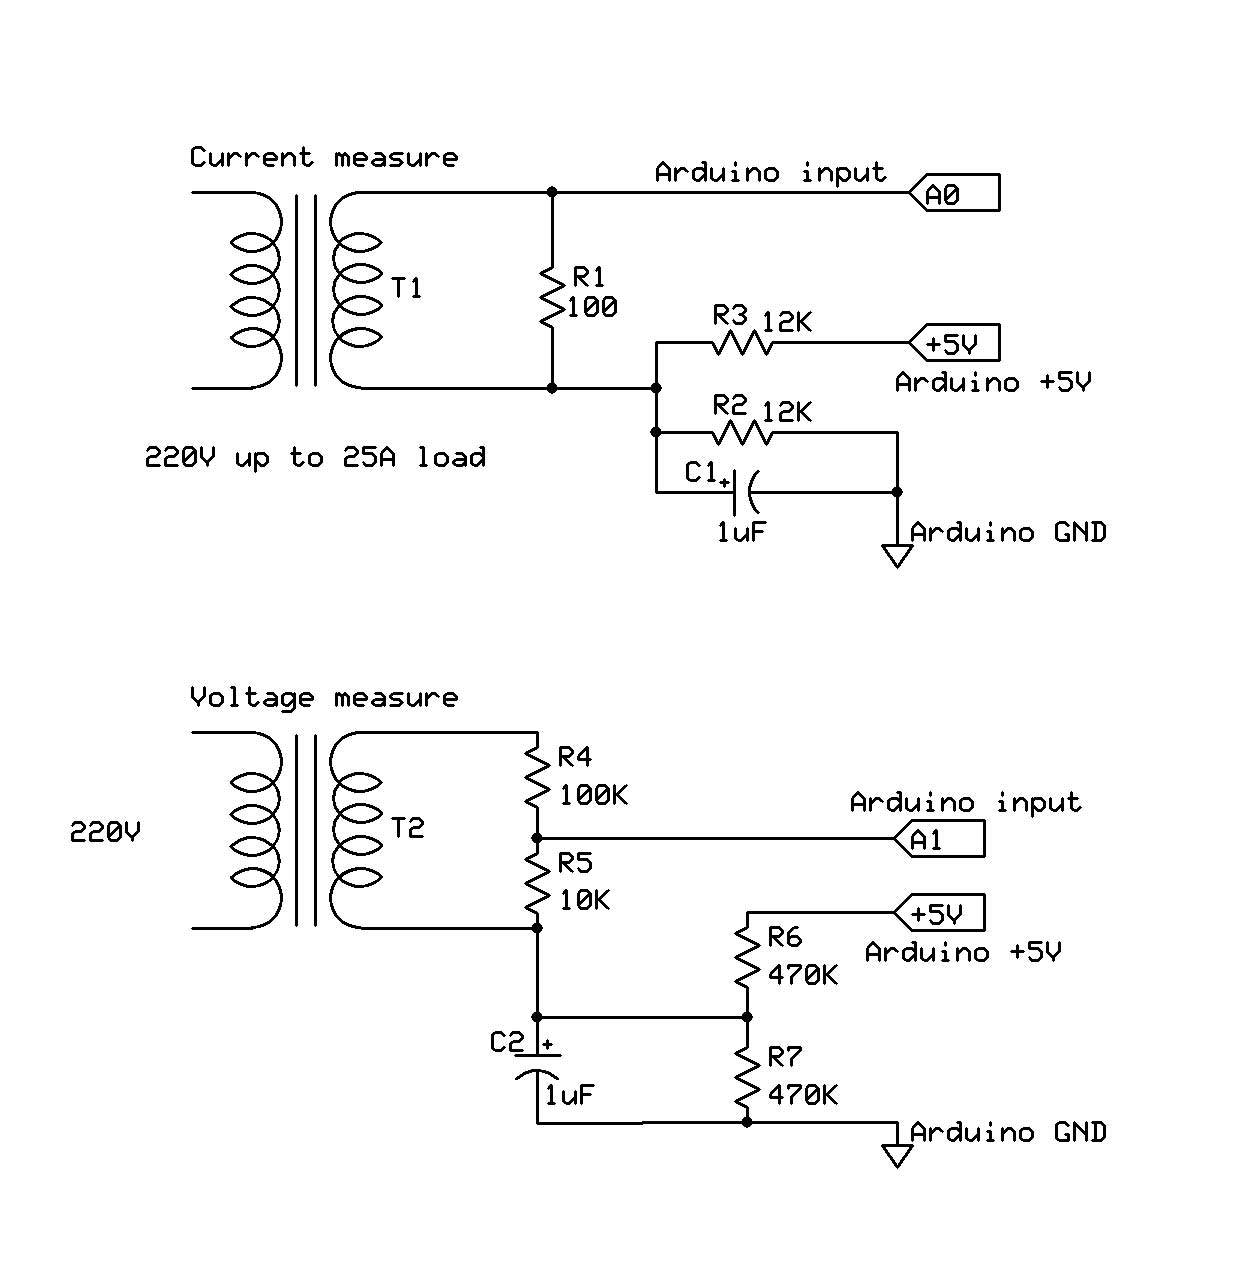 Current measure
Arduino input
A0
T1
R1
100
R3 12K
+5V
Arduino +5V
R2 12K
220V up to 25A load
C1 +
1uF
Arduino GND
Voltage measure
R4
100K
Arduino input
220V
T2
A1
R5
10K
+5V
R6
Arduino +5V
470K
C2 +
R7
1uF
470K
Arduino GND